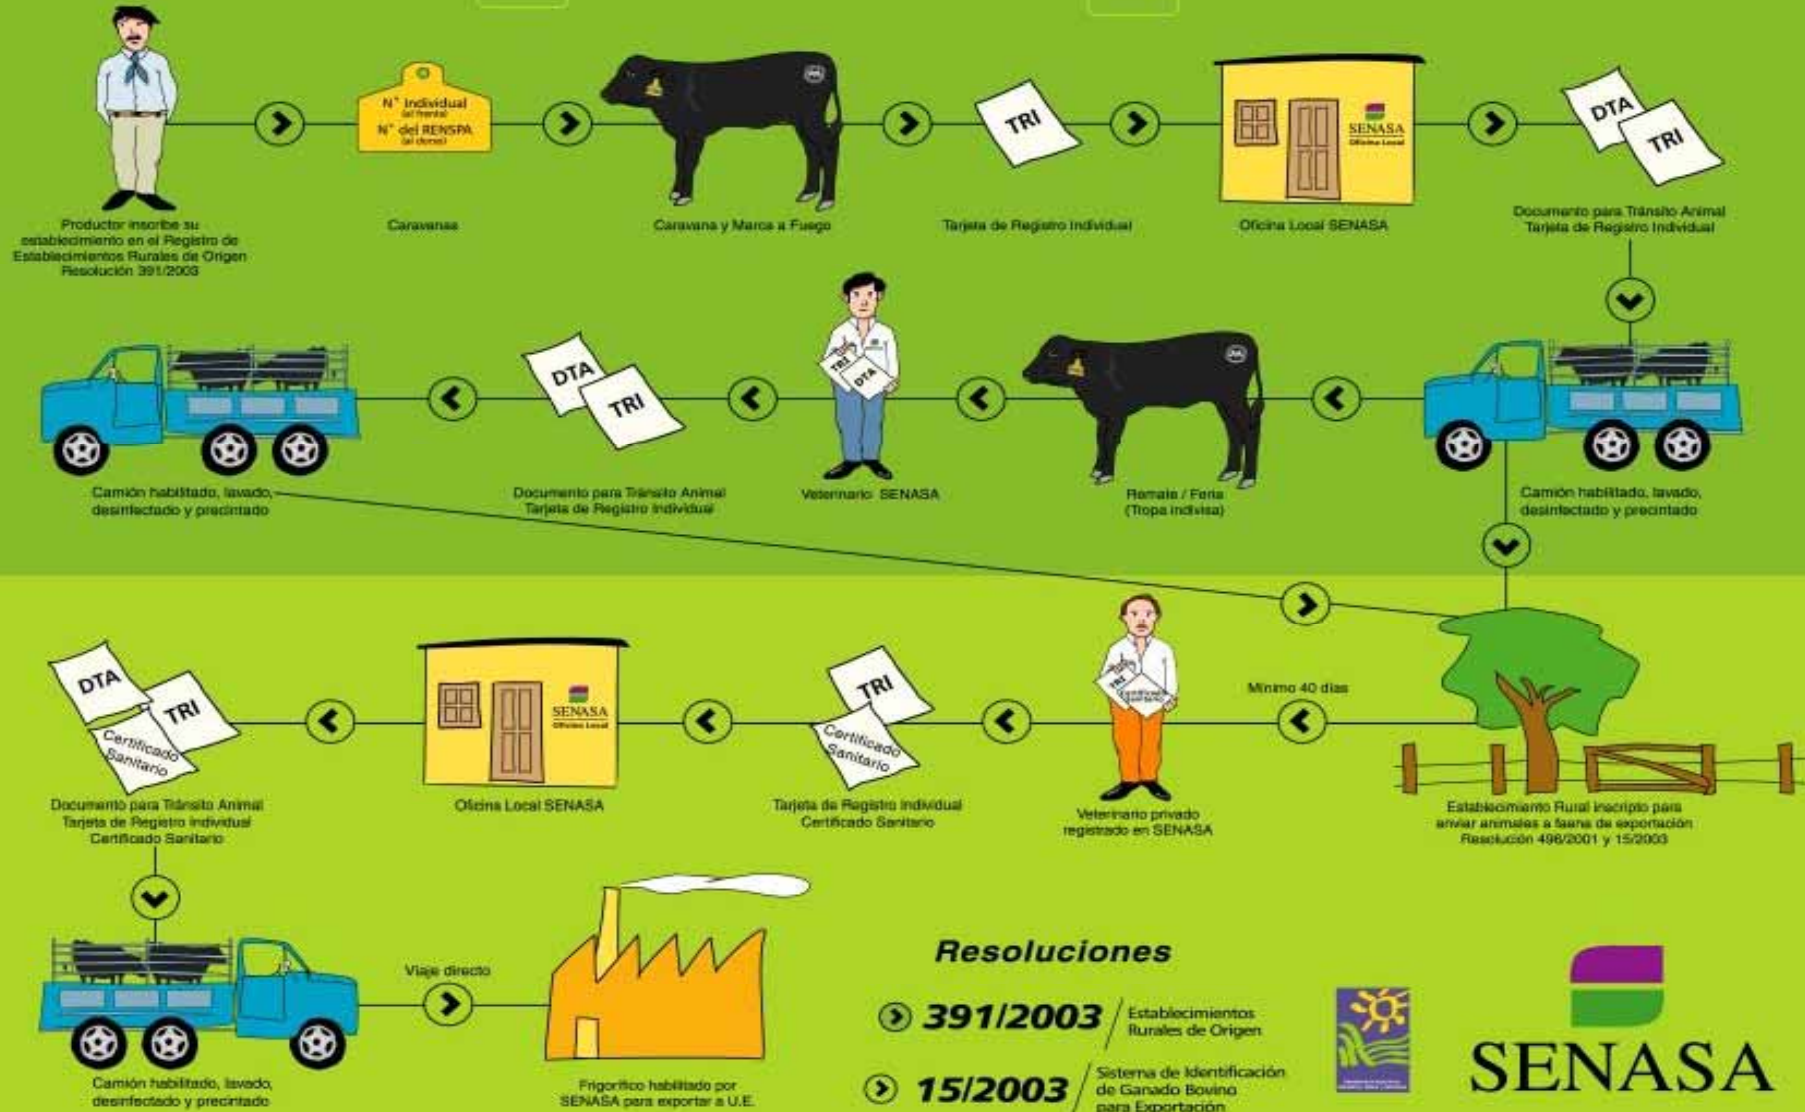 N° Individual
(al frente)
N° del RENSPA
(al dorso)
TRI
SENASA
Oficina Local
DTA
TRI
Productor inscribe su
establecimiento en el Registro de
Establecimientos Rurales de Origen
Resolución 391/2003
Caravanas
Caravana y Marca a Fuego
Tarjeta de Registro Individual
Oficina Local SENASA
Documento para Tránsito Animal
Tarjeta de Registro Individual
DTA
TRI
TRI
DTA
Camión habilitado, lavado,
desinfectado y precintado
Documento para Tránsito Animal
Tarjeta de Registro Individual
Veterinario SENASA
Remate / Feria
(Tropa indivisa)
Camión habilitado, lavado,
desinfectado y precintado
DTA
TRI
Certificado
Sanitario
SENASA
Oficina Local
TRI
Certificado
Sanitario
TRI
Certificado
Sanitario
Mínimo 40 días
Documento para Tránsito Animal
Tarjeta de Registro Individual
Certificado Sanitario
Oficina Local SENASA
Tarjeta de Registro Individual
Certificado Sanitario
Veterinario privado
registrado en SENASA
Establecimiento Rural inscripto para
enviar animales a faena de exportación
Resolución 496/2001 y 15/2003
Viaje directo
Camión habilitado, lavado,
desinfectado y precintado
Frigorífico habilitado por
SENASA para exportar a U.E.
Resoluciones
391/2003 / Establecimientos
Rurales de Origen
15/2003 / Sistema de Identificación
de Ganado Bovino
para Exportación
SENASA